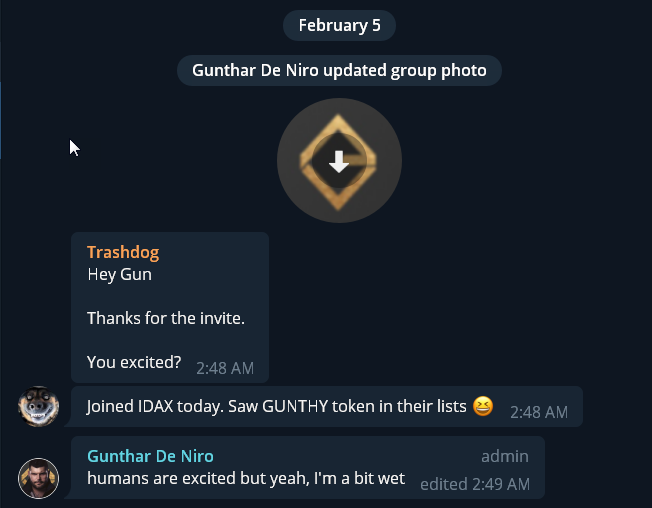 February 5
Gunthar De Niro updated group photo
Trashdog
Hey Gun
Thanks for the invite.
You excited? 2:48 AM
Joined IDAX today. Saw GUNTHY token in their lists 😆 2:48 AM
Gunthar De Niro admin
humans are excited but yeah, I'm a bit wet edited 2:49 AM